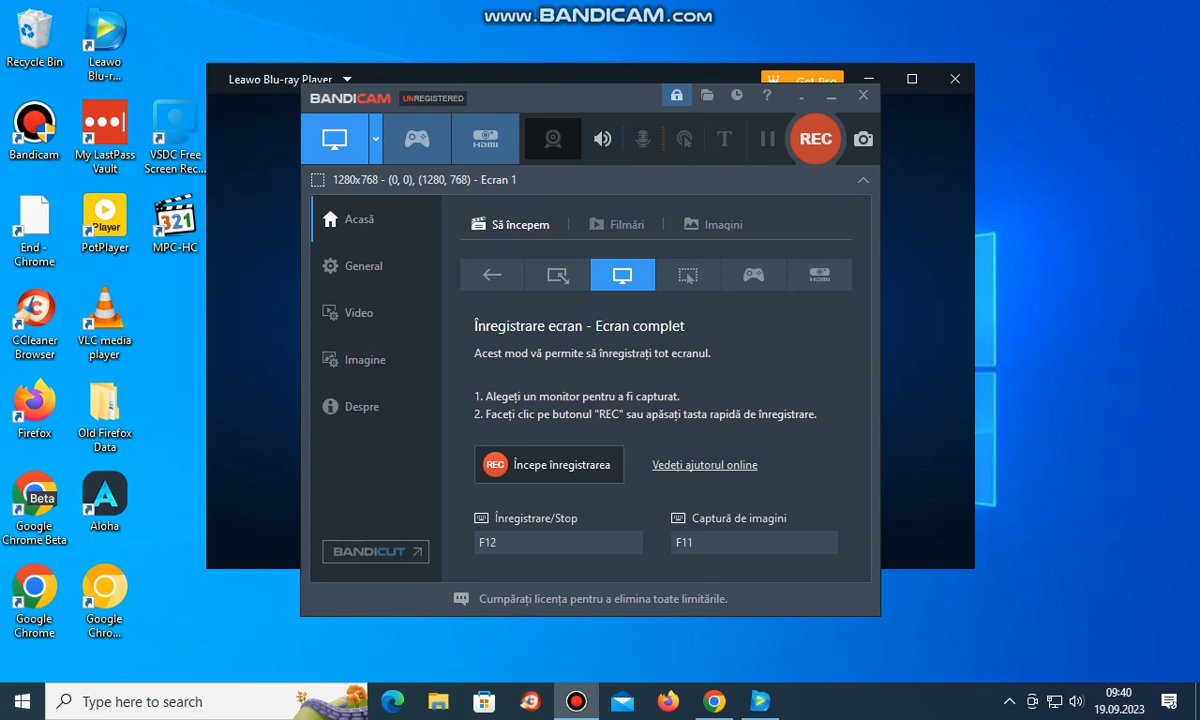 www.BANDICAM.com
Recycle Bin
Leawo
Blu-r...
Bandicam
My LastPass
Vault
VSDC Free
Screen Rec...
End -
Chrome
Player
PotPlayer
321
MPC-HC
CCleaner
Browser
VLC media
player
Firefox
Old Firefox
Data
Beta
Google
Chrome Beta
Aloha
Google
Chrome
Google
Chro...
Leawo Blu-ray Player
Get Pro
BANDICAM
UNREGISTERED
?
HDMI
T
REC
1280x768 - (0, 0), (1280, 768) - Ecran 1
Acasă
General
Video
Imagine
Despre
BANDICUT
Să începem
Filmări
Imagini
HDMI
Înregistrare ecran - Ecran complet
Acest mod vă permite să înregistrați tot ecranul.
1. Alegeți un monitor pentru a fi capturat.
2. Faceți clic pe butonul "REC" sau apăsați tasta rapidă de înregistrare.
REC Începe înregistrarea
Vedeți ajutorul online
Înregistrare/Stop
Captură de imagini
F12
F11
Cumpărați licența pentru a elimina toate limitările.
Type here to search
09:40
19.09.2023